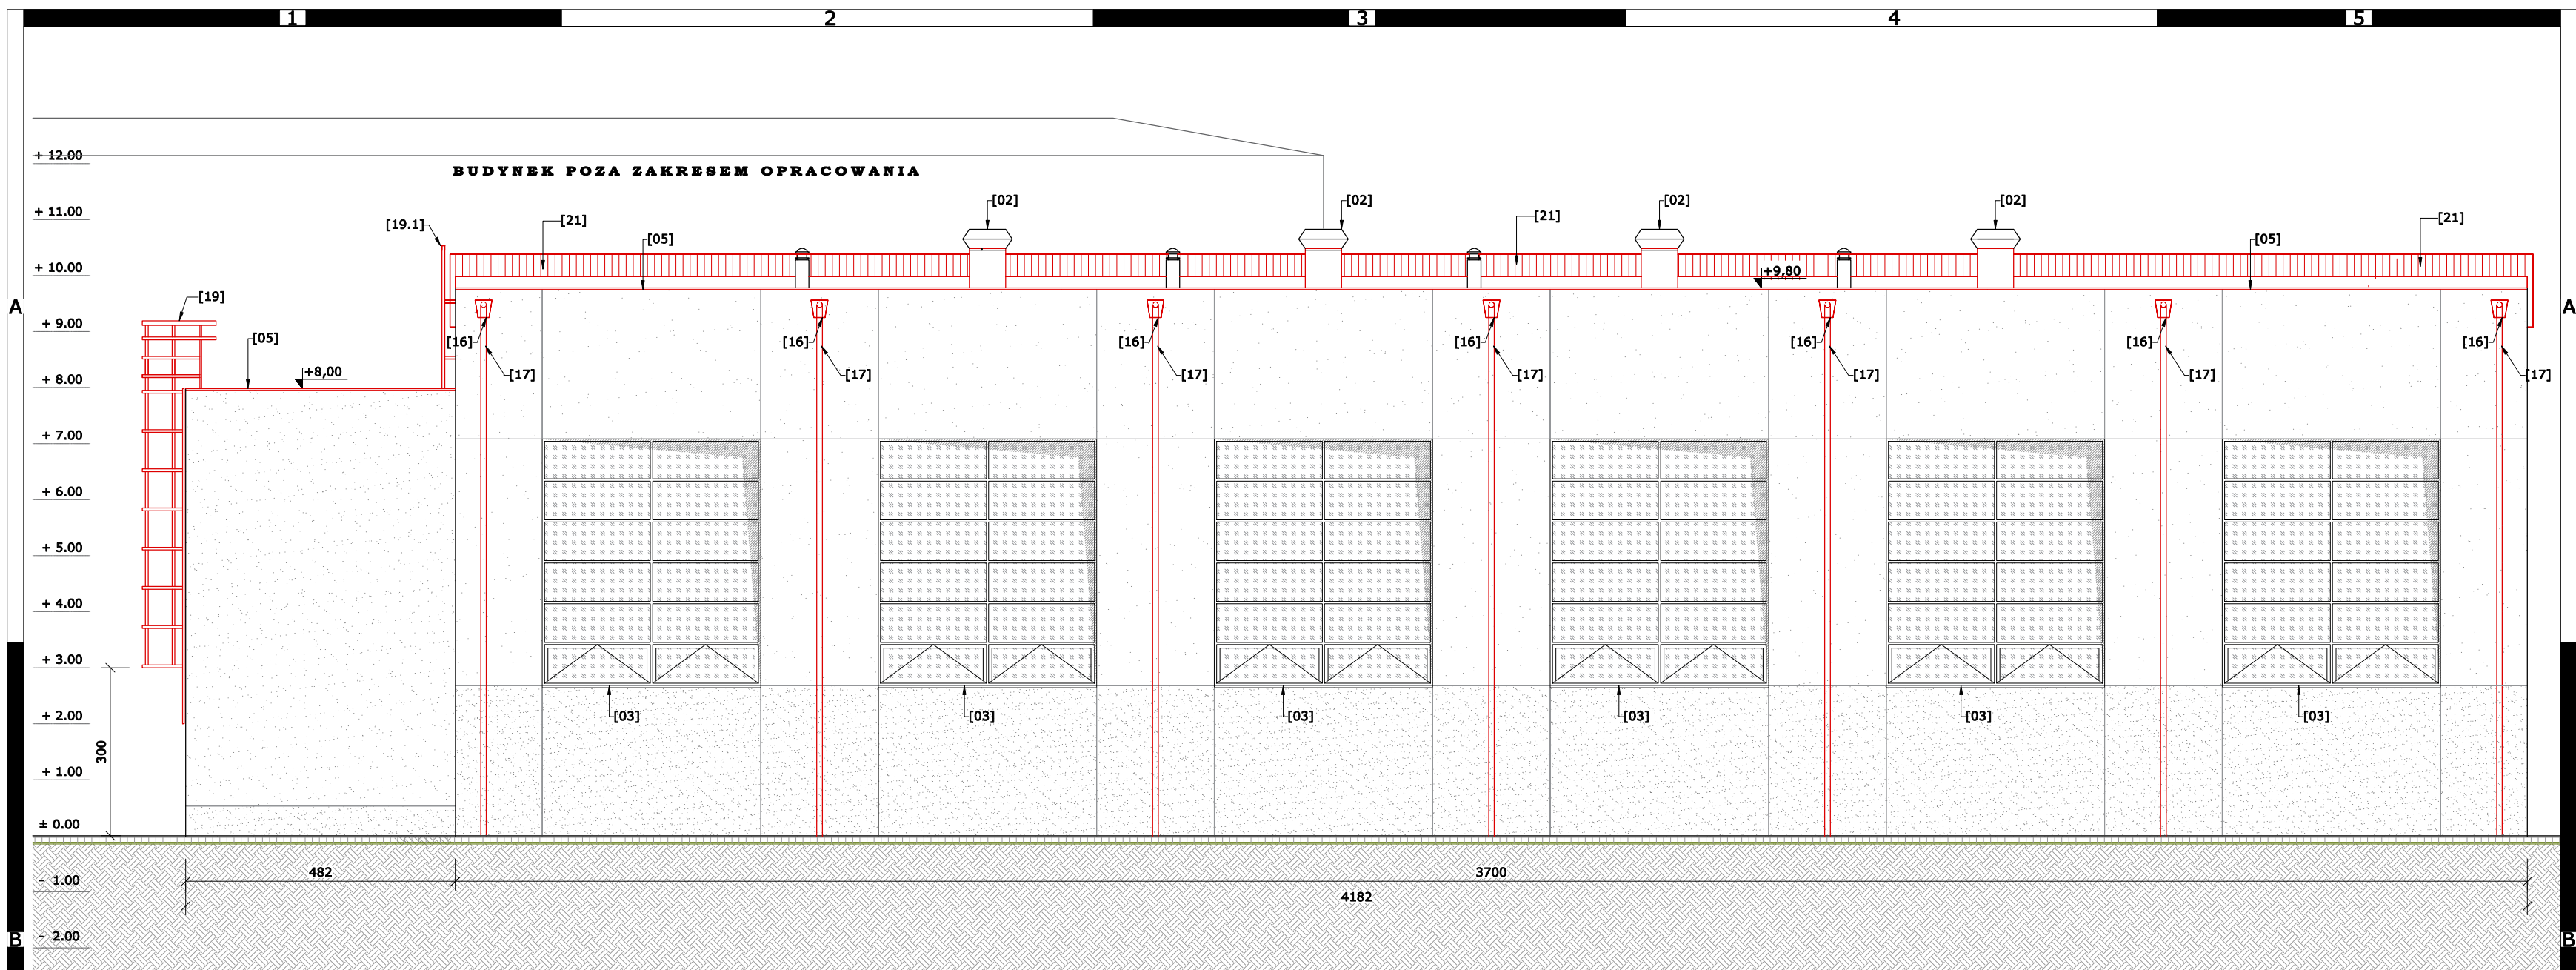 1 2 3 4 5
+ 12.00
BUDYNEK POZA ZAKRESEM OPRACOWANIA
[02] [02] [02] [02]
+ 11.00
[19.1] [21] [21] [21]
[05] [05]
+ 10.00
+9,80
[19]
A A
+ 9.00
[05] [16] [16] [16] [16] [16] [16] [16]
+8,00
[17] [17] [17] [17] [17] [17] [17]
+ 8.00
+ 7.00
+ 6.00
+ 5.00
+ 4.00
+ 3.00
+ 2.00
[03] [03] [03] [03] [03] [03]
300
+ 1.00
± 0.00
482 3700
- 1.00
4182
- 2.00
B B